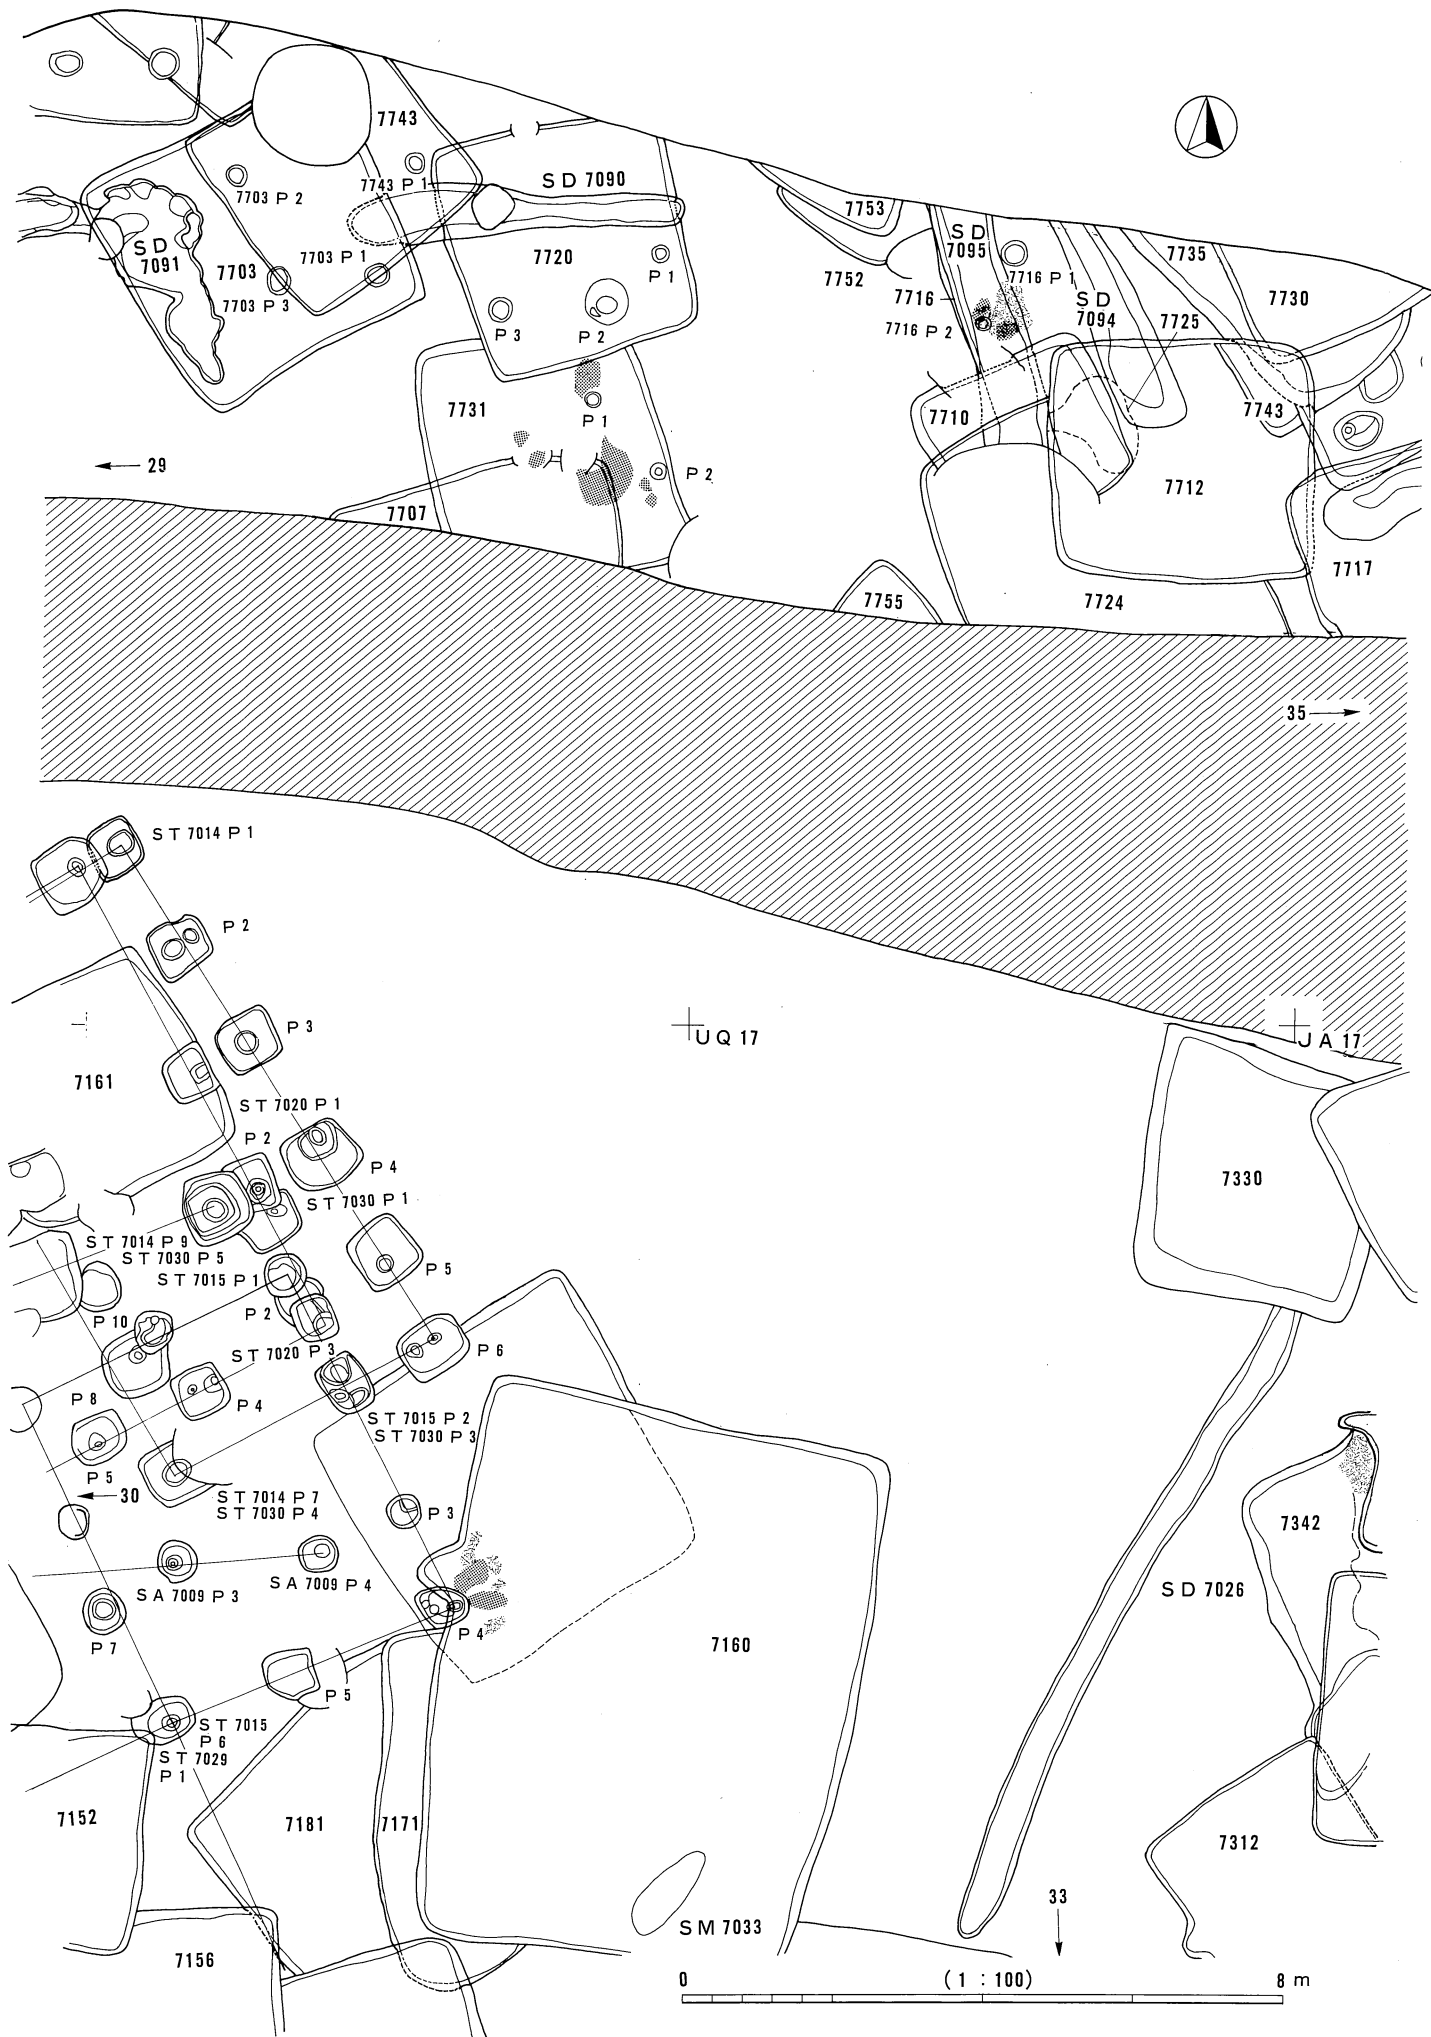 7743
7703 P 2
7743 P 1
S D 7090
S D
7091
7703
7703 P 1
7703 P 3
7720
P 1
P 3
P 2
7753
7752
S D
7095
7716
7716 P 1
7716 P 2
S D
7094
7735
7730
7725
7731
P 1
P 2
7710
7743
7712
29
7707
7755
7724
7717
35
S T 7014 P 1
P 2
P 3
U Q 17
J A 17
7161
S T 7020 P 1
P 2
P 4
S T 7030 P 1
7330
S T 7014 P 9
S T 7030 P 5
S T 7015 P 1
P 5
P 2
P 10
S T 7020 P 3
P 6
P 8
P 4
S T 7015 P 2
S T 7030 P 3
P 5
30
S T 7014 P 7
S T 7030 P 4
P 3
7342
S A 7009 P 3
S A 7009 P 4
S D 7026
P 7
P 4
7160
P 5
S T 7015
P 6
S T 7029
P 1
7152
7181
7171
7312
33
S M 7033
7156
0
(1 : 100)
8 m